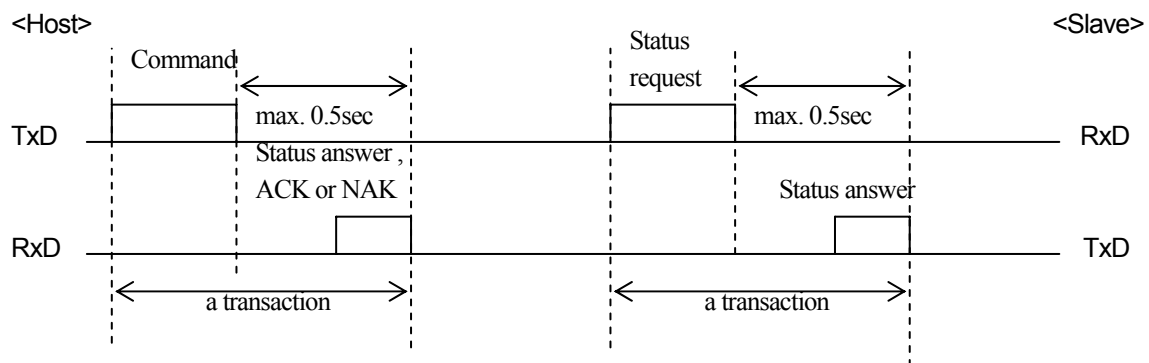 <Host>
<Slave>
Command
Status
request
max. 0.5sec
max. 0.5sec
TxD
RxD
Status answer ,
ACK or NAK
Status answer
RxD
TxD
a transaction
a transaction